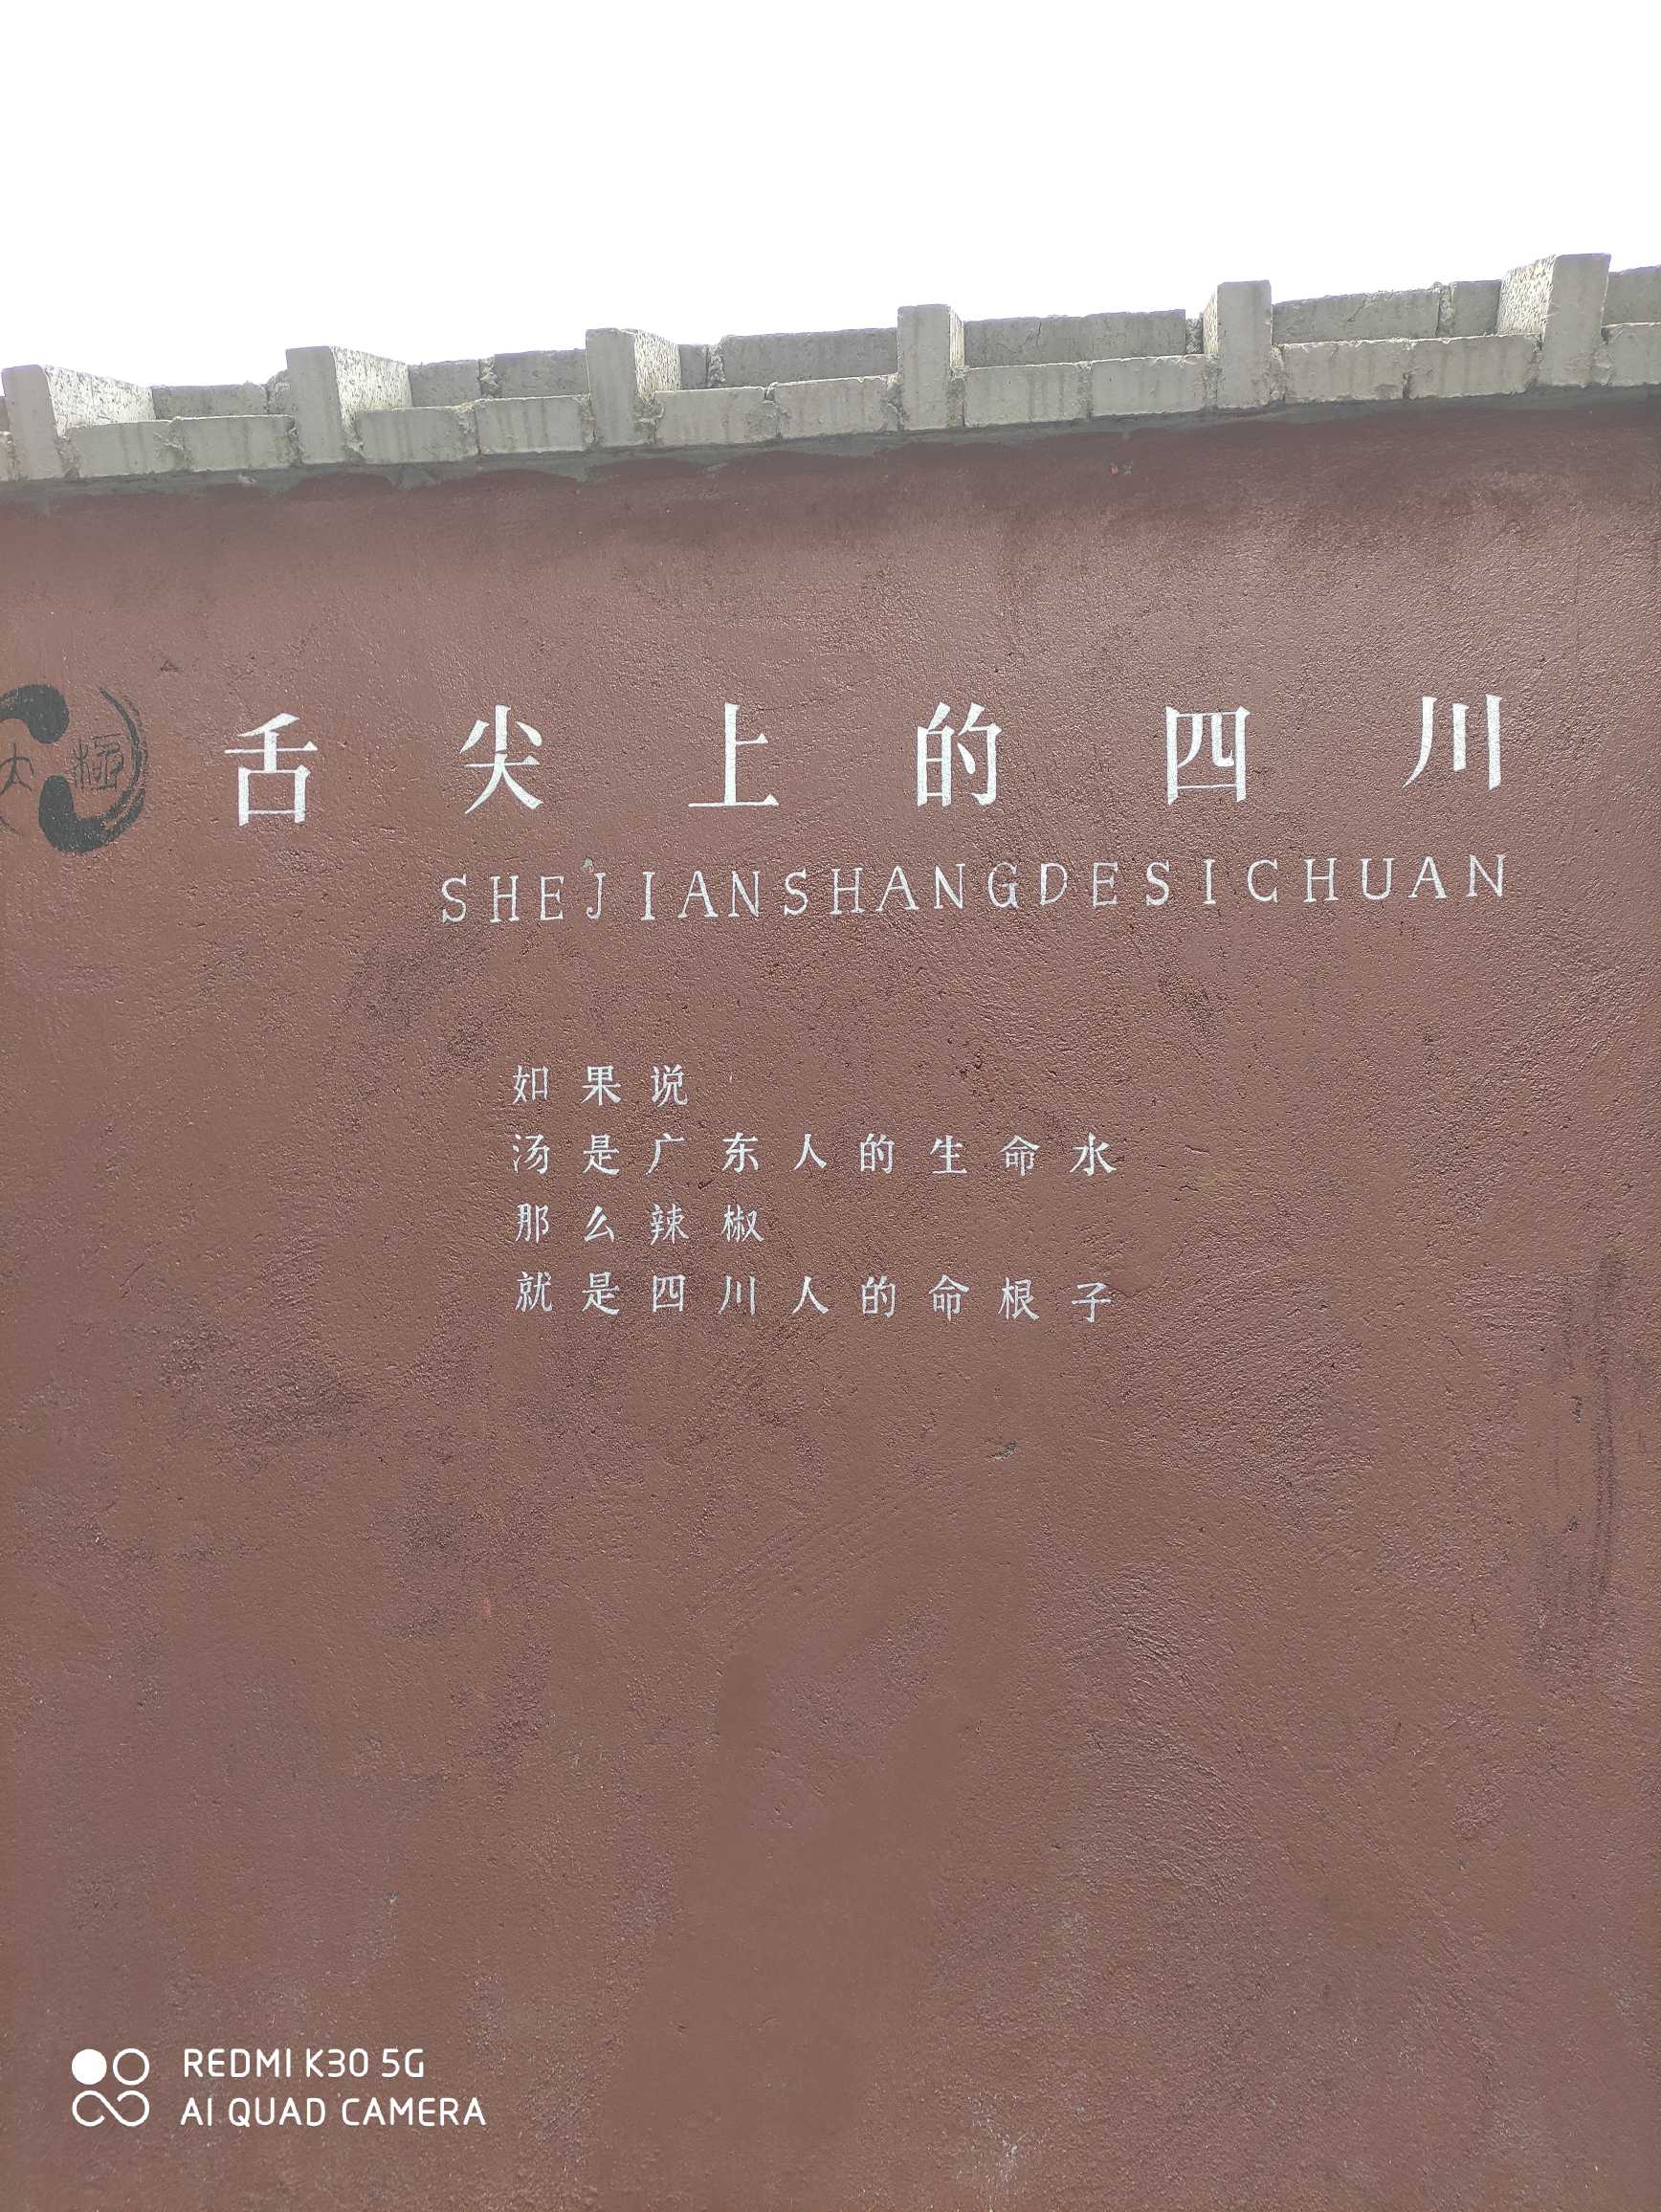 太極
舌尖上的四川
SHEJIANSHANGDESICHUAN
如果说
汤是广东人的生命水
那么辣椒
就是四川人的命根子
REDMI K30 5G
AI QUAD CAMERA